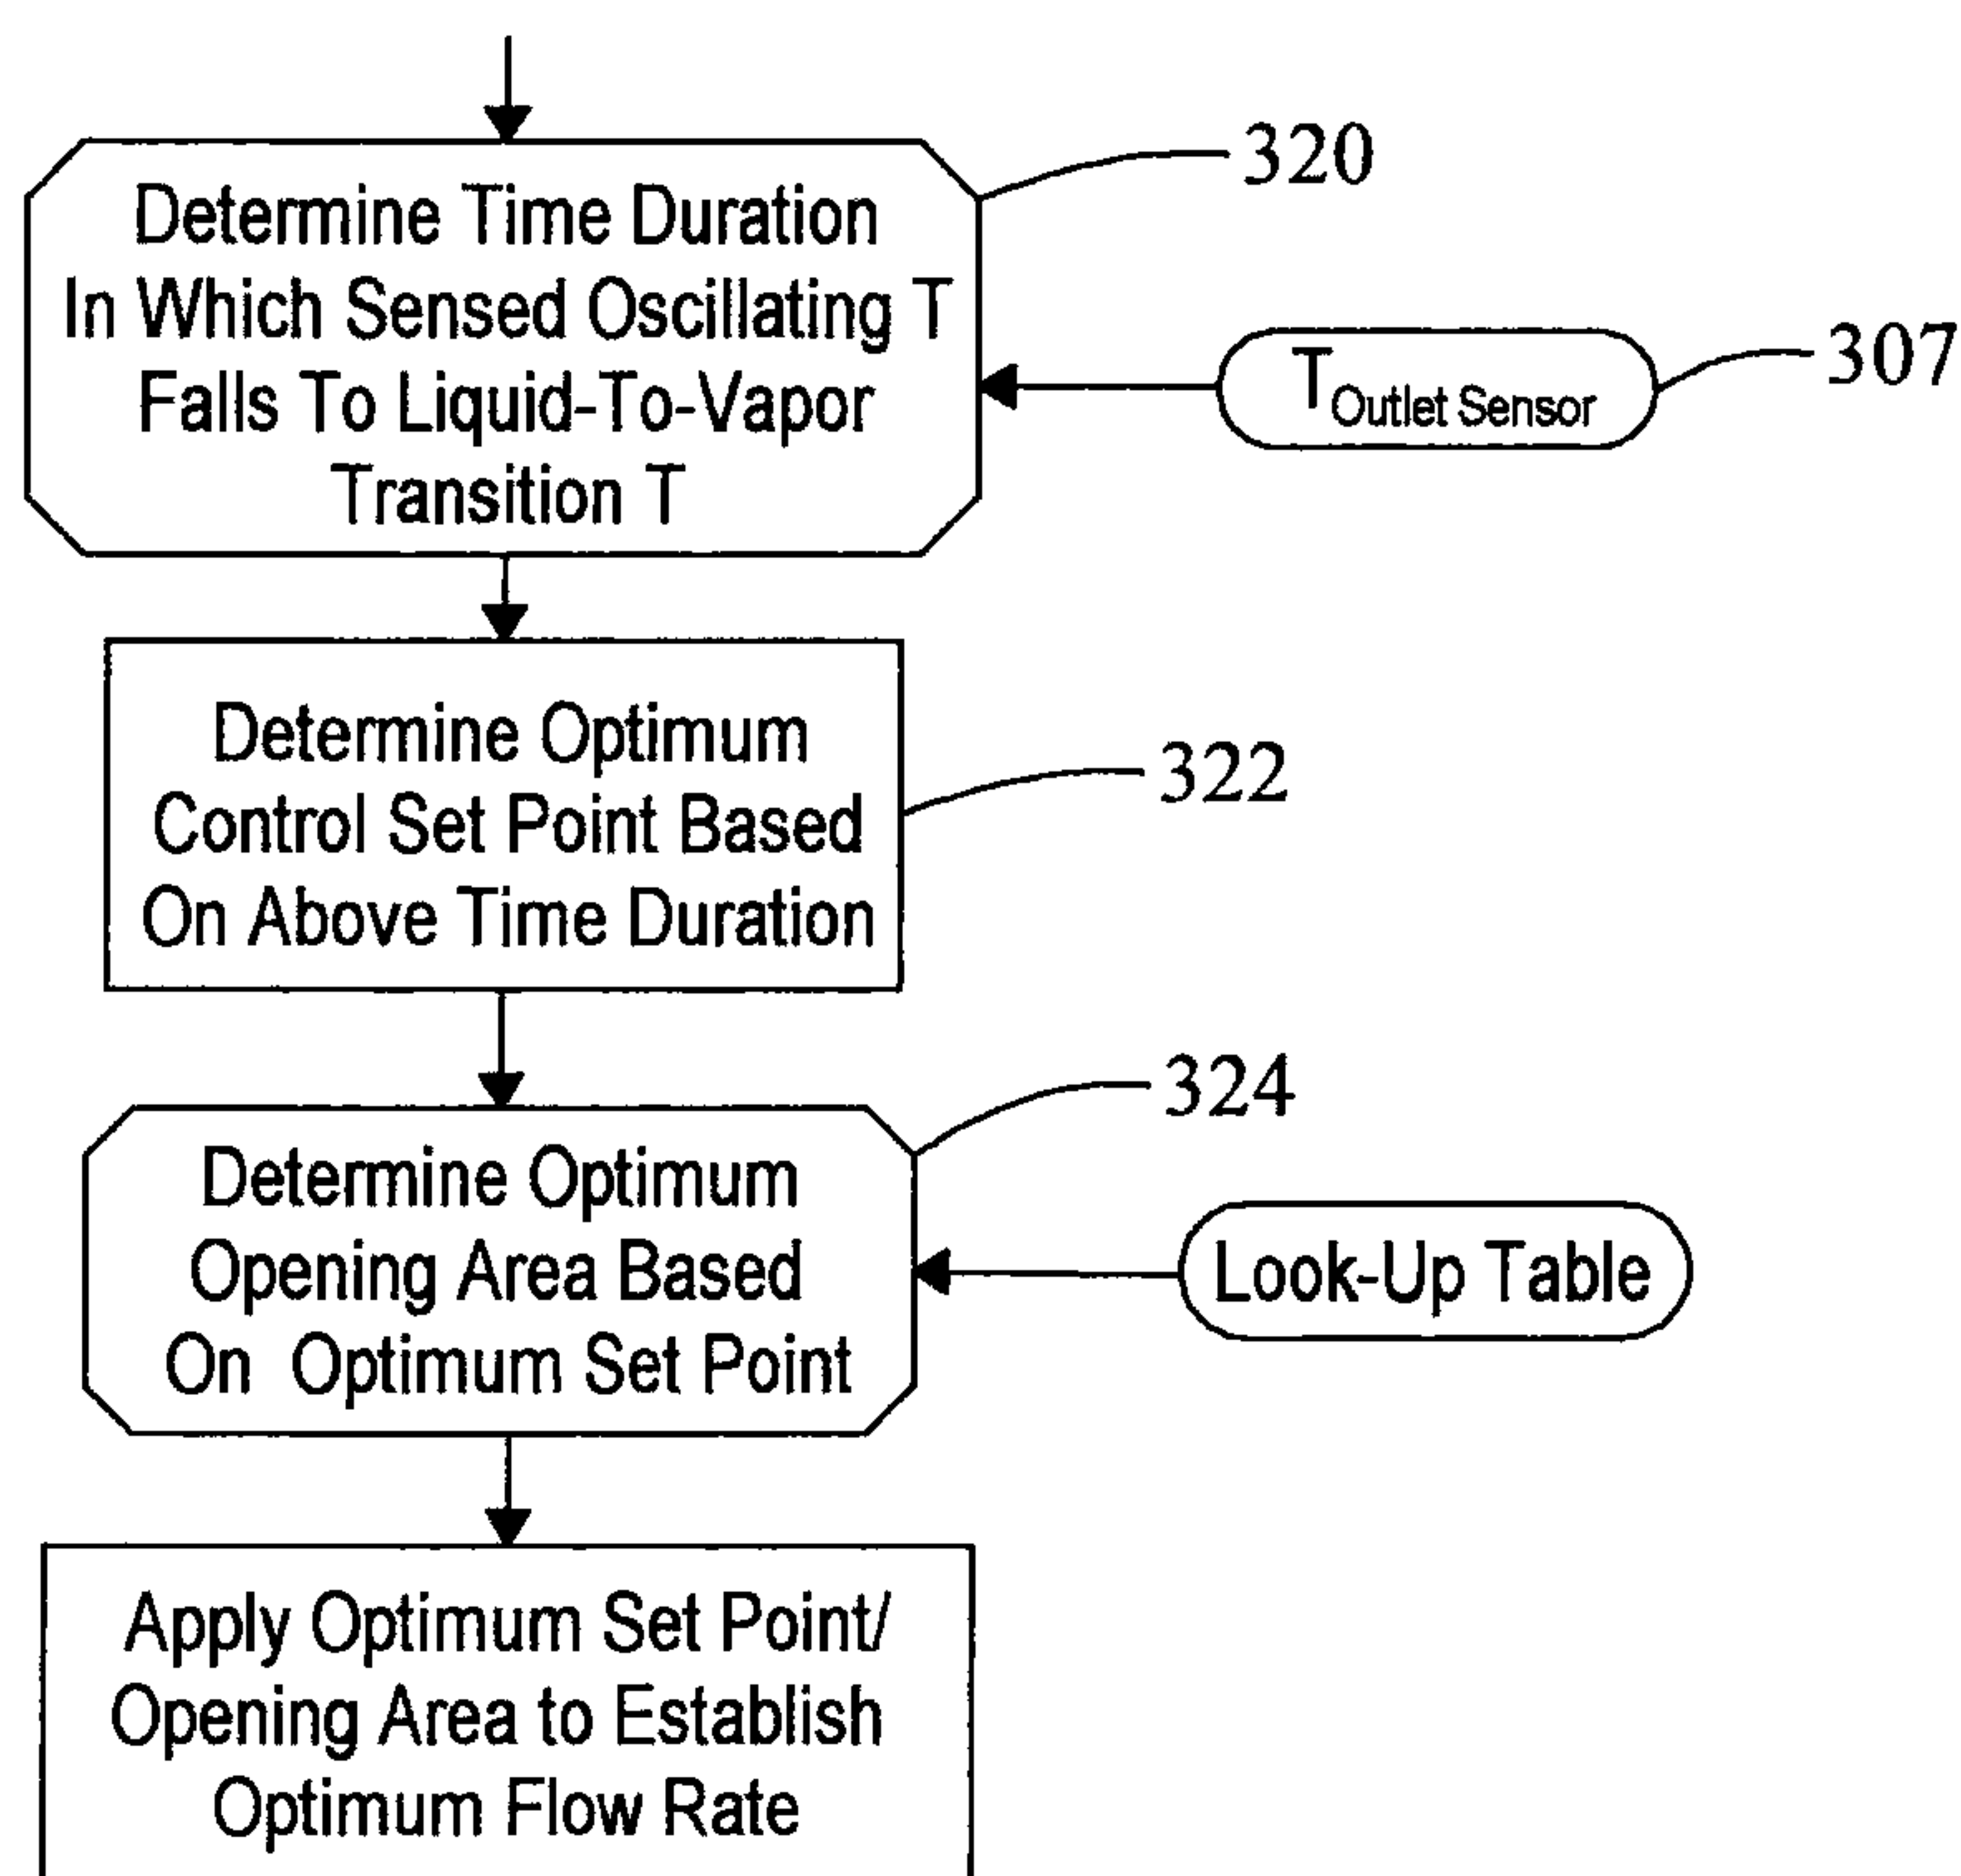 320
Determine Time Duration
In Which Sensed Oscillating T
Falls To Liquid-To-Vapor
Transition T
307
T Outlet Sensor
Determine Optimum
Control Set Point Based
On Above Time Duration
322
324
Determine Optimum
Opening Area Based
On Optimum Set Point
Look-Up Table
Apply Optimum Set Point/
Opening Area to Establish
Optimum Flow Rate